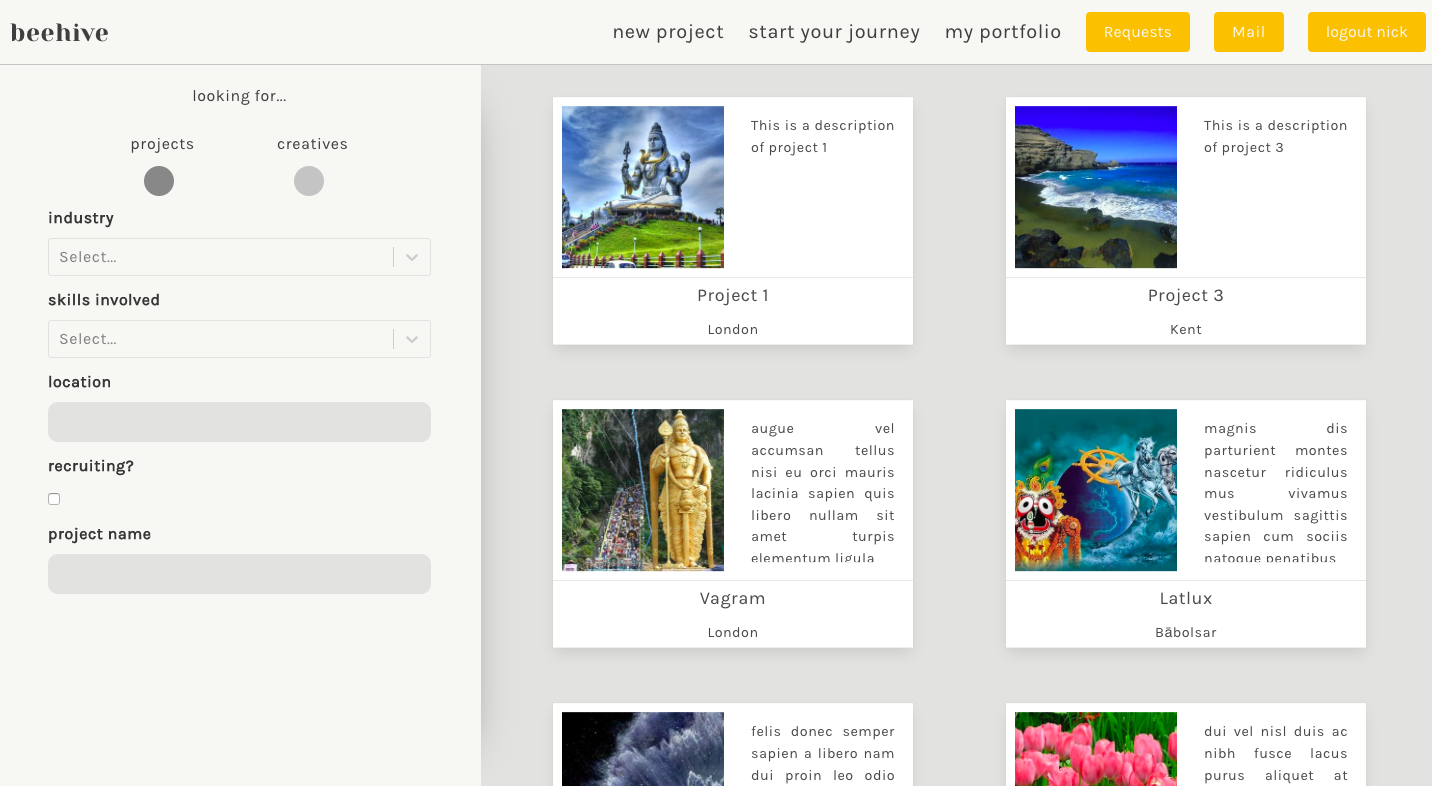 beehive
new project
start your journey
my portfolio
Requests
Mail
logout nick
looking for...
projects
creatives
industry
Select...
skills involved
Select...
location
recruiting?
project name
This is a description
of project 1
Project 1
London
This is a description
of project 3
Project 3
Kent
augue vel
accumsan tellus
nisi eu orci mauris
lacinia sapien quis
libero nullam sit
amet turpis
elementum ligula
Vagram
London
magnis dis
parturient montes
nascetur ridiculus
mus vivamus
vestibulum sagittis
sapien cum sociis
natoque penatibus
Latlux
Bābolsar
felis donec semper
sapien a libero nam
dui proin leo odio
dui vel nisl duis ac
nibh fusce lacus
purus aliquet at